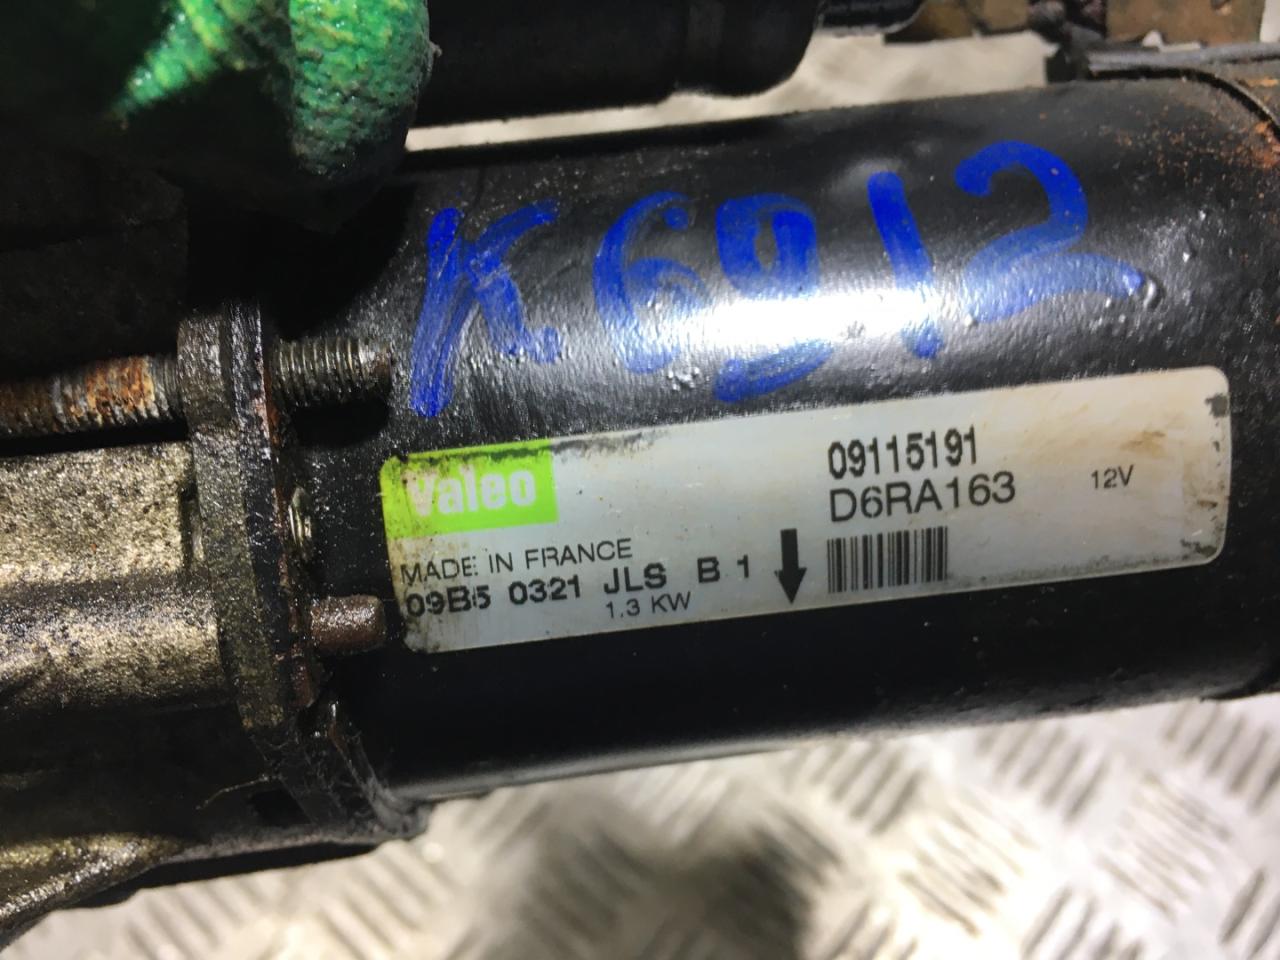 K6912
Valeo
09115191
D6RA163
12V
MADE IN FRANCE
09B5 0321 JLS B 1
1.3 KW